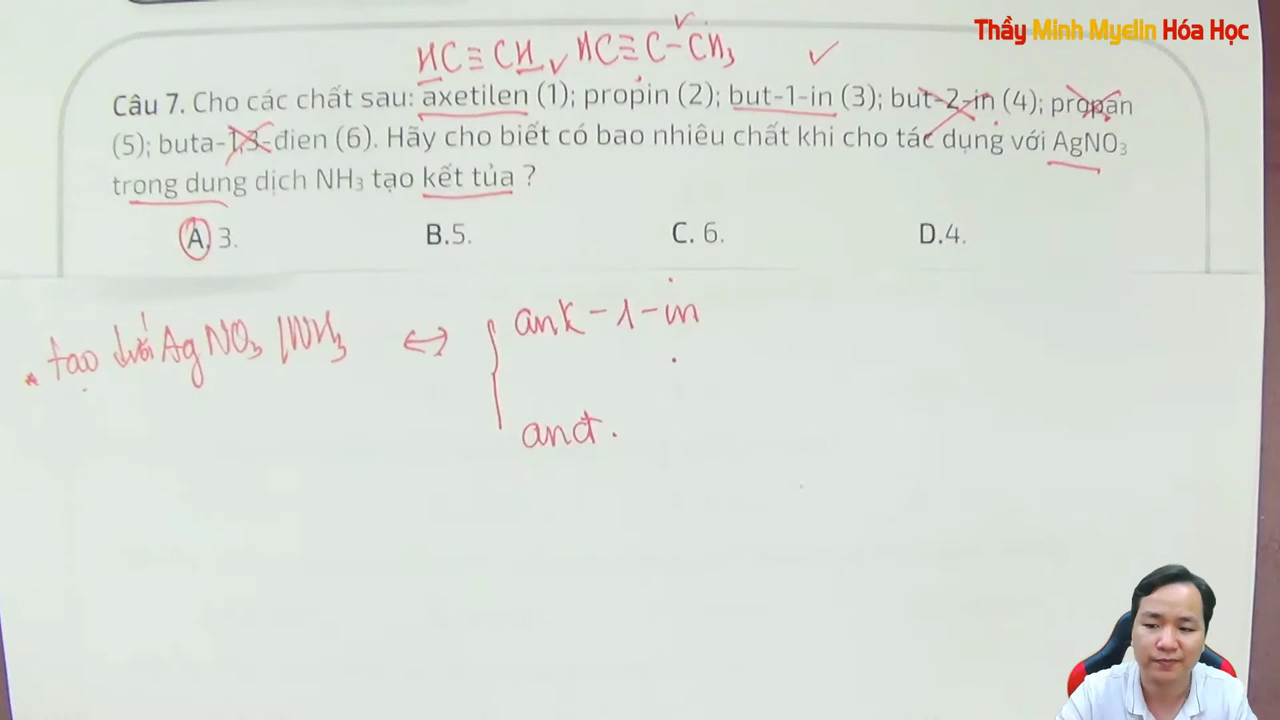 Thầy Minh Myelin Hóa Học
HC≡CH HC≡C-CH₃
Câu 7. Cho các chất sau: axetilen (1); propin (2); but-1-in (3); but-2-in (4); propan
(5); buta-1,3-đien (6). Hãy cho biết có bao nhiêu chất khi cho tác dụng với AgNO₃
trong dung dịch NH₃ tạo kết tủa ?
A. 3. B.5. C. 6. D.4.
* tạo AgNO₃/NH₃ ↔ { ank-1-in
anđ.